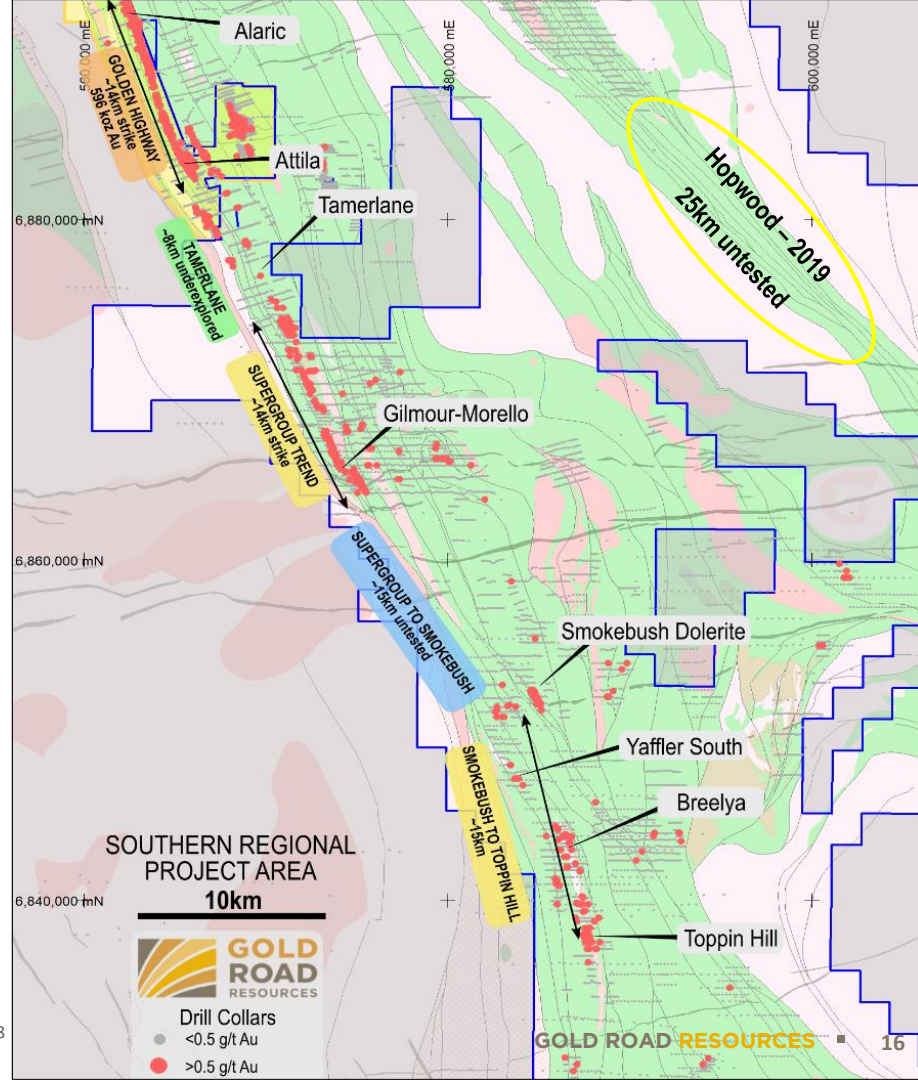 Alaric
560,000 mE
580,000 mE
600,000 mE
GOLDEN HIGHWAY
~14km strike
596 koz Au
Attila
Hopwood – 2019
25km untested
Tamerlane
6,880,000 mN
TAMERLANE
~8km underexplored
SUPERGROUP TREND
~14km strike
Gilmour-Morello
6,860,000 mN
SUPERGROUP TO SMOKEBUSH
~15km untested
Smokebush Dolerite
Yaffler South
SMOKEBUSH TO TOPPIN HILL
~15km
Breelya
SOUTHERN REGIONAL
PROJECT AREA
10km
6,840,000 mN
Toppin Hill
GOLD
ROAD
RESOURCES
Drill Collars
<0.5 g/t Au
>0.5 g/t Au
GOLD ROAD RESOURCES
16